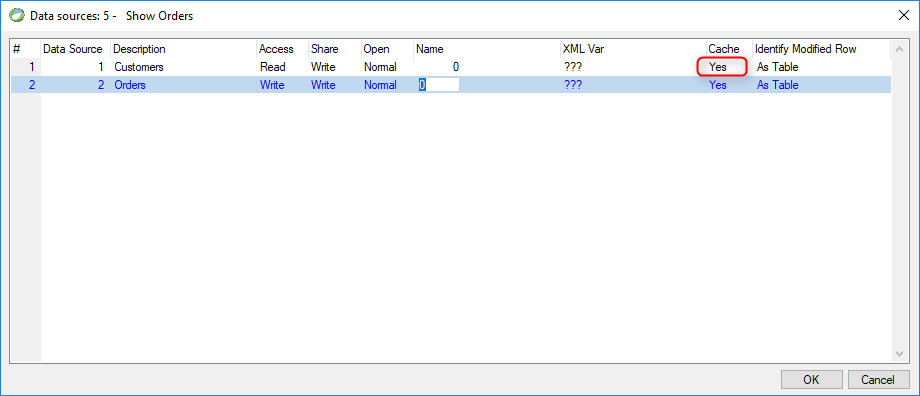 Data sources: 5 - Show Orders
# Data Source Description Access Share Open Name XML Var Cache Identify Modified Row
1 1 Customers Read Write Normal 0 ??? Yes As Table
2 2 Orders Write Write Normal 0 ??? Yes As Table
OK Cancel